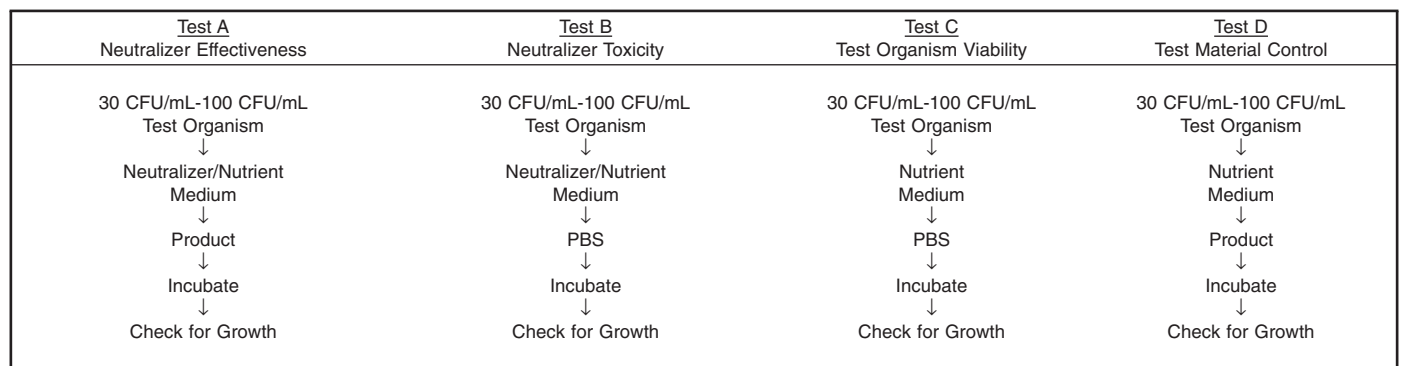 Test A
Neutralizer Effectiveness
Test B
Neutralizer Toxicity
Test C
Test Organism Viability
Test D
Test Material Control
30 CFU/mL-100 CFU/mL
Test Organism
↓
Neutralizer/Nutrient
Medium
↓
Product
↓
Incubate
↓
Check for Growth
30 CFU/mL-100 CFU/mL
Test Organism
↓
Neutralizer/Nutrient
Medium
↓
PBS
↓
Incubate
↓
Check for Growth
30 CFU/mL-100 CFU/mL
Test Organism
↓
Nutrient
Medium
↓
PBS
↓
Incubate
↓
Check for Growth
30 CFU/mL-100 CFU/mL
Test Organism
↓
Nutrient
Medium
↓
Product
↓
Incubate
↓
Check for Growth